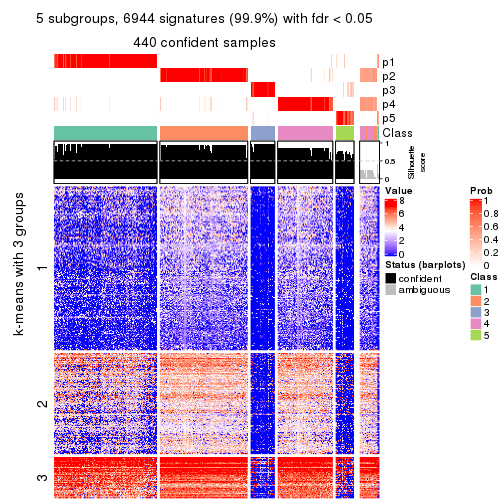 5 subgroups, 6944 signatures (99.9%) with fdr < 0.05
440 confident samples
p1
p2
p3
p4
p5
Class
1
0.5
0
Silhouette
score
k-means with 3 groups
1
2
3
Value
8
6
4
2
0
Status (barplots)
confident
ambiguous
Prob
1
0.8
0.6
0.4
0.2
0
Class
1
2
3
4
5